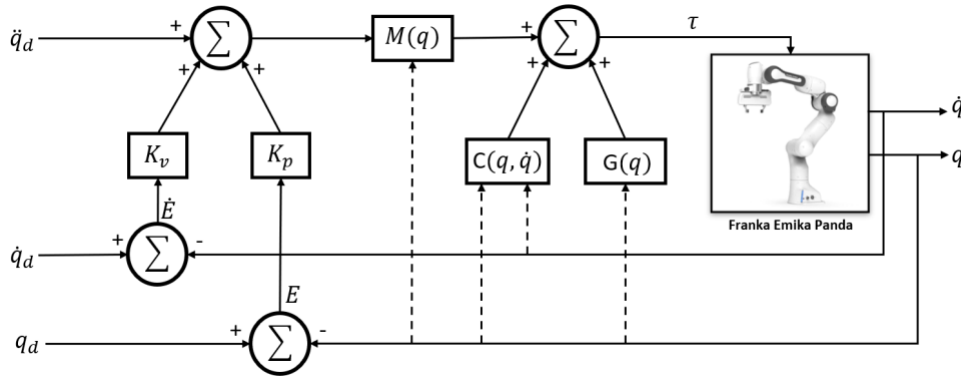 q̈_d
+
∑
+
+
M(q)
+
∑
+
+
τ
q̇
q
K_v
K_p
C(q, q̇)
G(q)
Franka Emika Panda
Ė
q̇_d
+
∑
-
E
q_d
+
∑
-